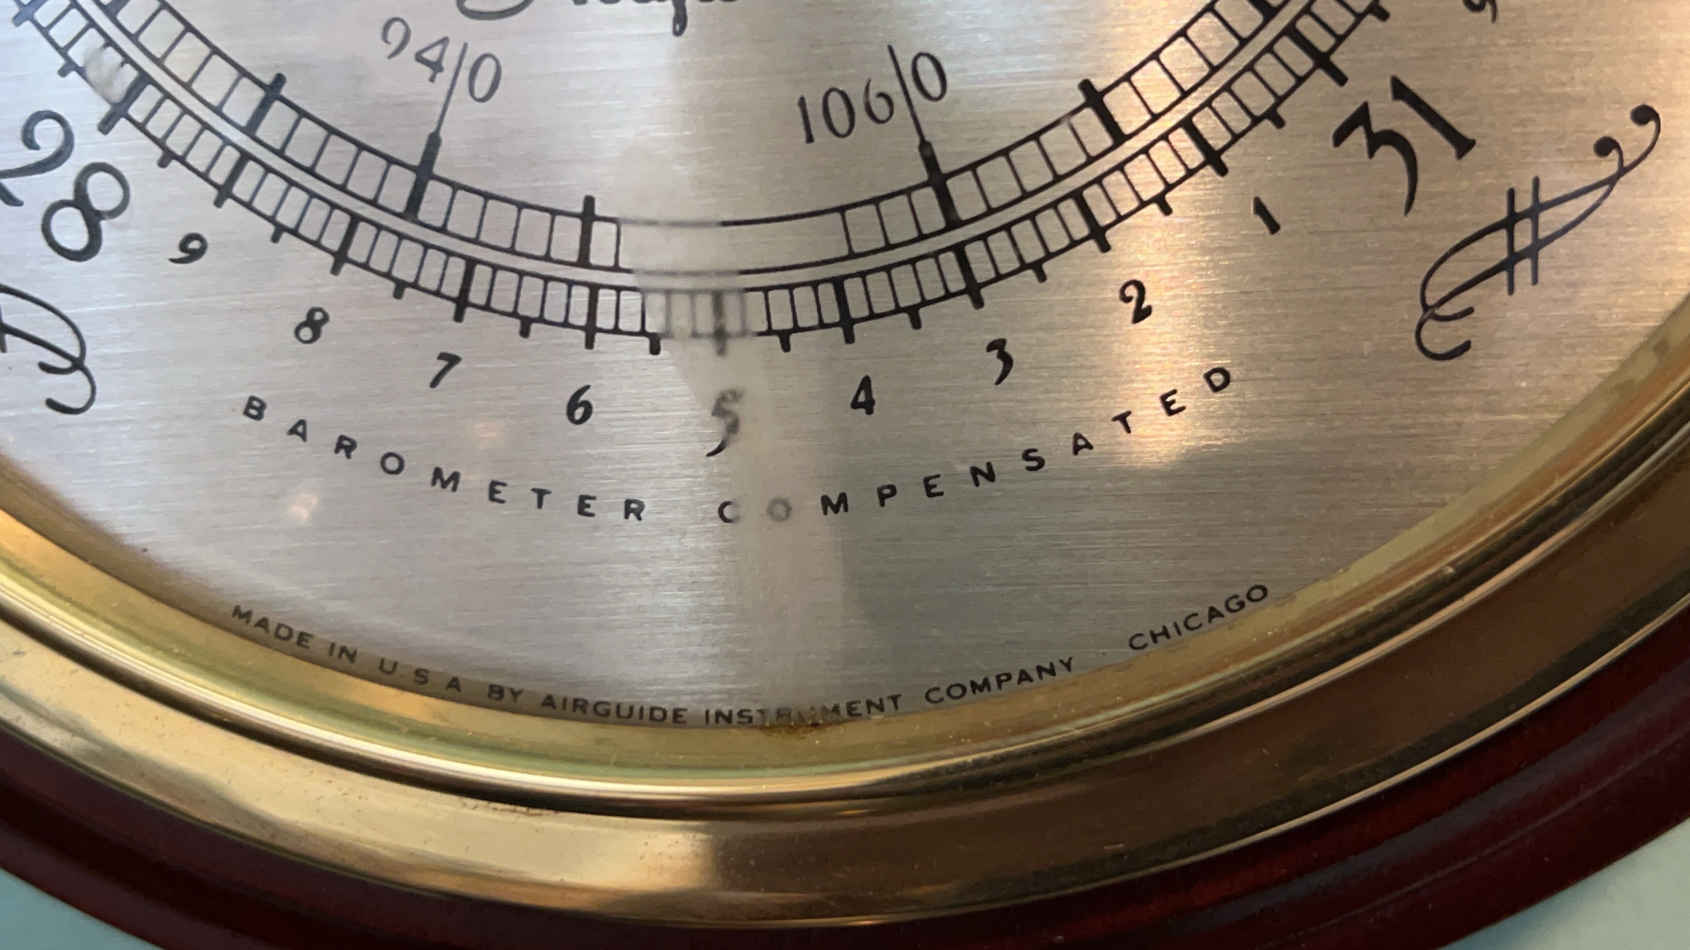 940 1060
28 31
9 8 7 6 5 4 3 2 1
BAROMETER COMPENSATED
MADE IN U S A BY AIRGUIDE INSTRUMENT COMPANY CHICAGO